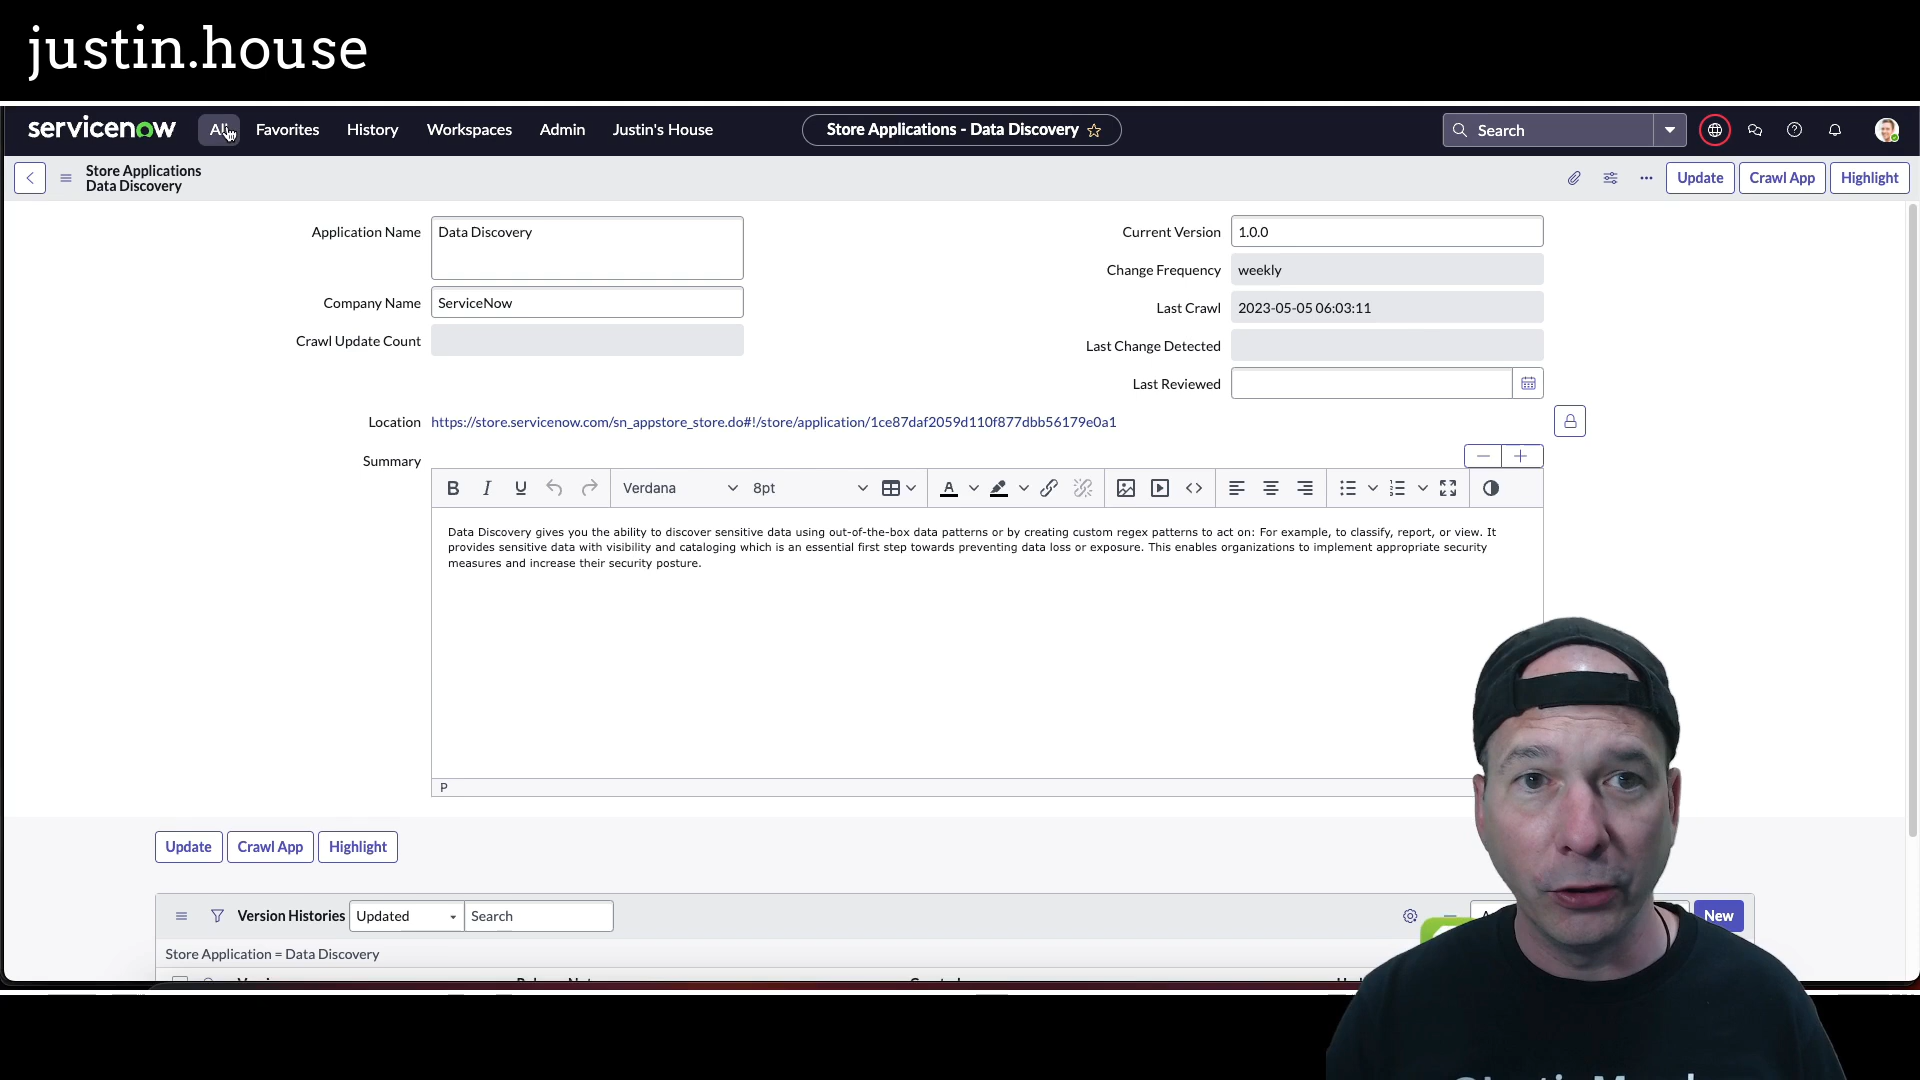 justin.house
servicenow All Favorites History Workspaces Admin Justin's House Store Applications - Data Discovery Search
Store Applications
Data Discovery
Update Crawl App Highlight
Application Name Data Discovery
Company Name ServiceNow
Crawl Update Count
Current Version 1.0.0
Change Frequency weekly
Last Crawl 2023-05-05 06:03:11
Last Change Detected
Last Reviewed
Location https://store.servicenow.com/sn_appstore_store.do#!/store/application/1ce87daf2059d110f877dbb56179e0a1
Summary
B I U Verdana 8pt A
Data Discovery gives you the ability to discover sensitive data using out-of-the-box data patterns or by creating custom regex patterns to act on: For example, to classify, report, or view. It
provides sensitive data with visibility and cataloging which is an essential first step towards preventing data loss or exposure. This enables organizations to implement appropriate security
measures and increase their security posture.
P
Update Crawl App Highlight
Version Histories Updated Search New
Store Application = Data Discovery